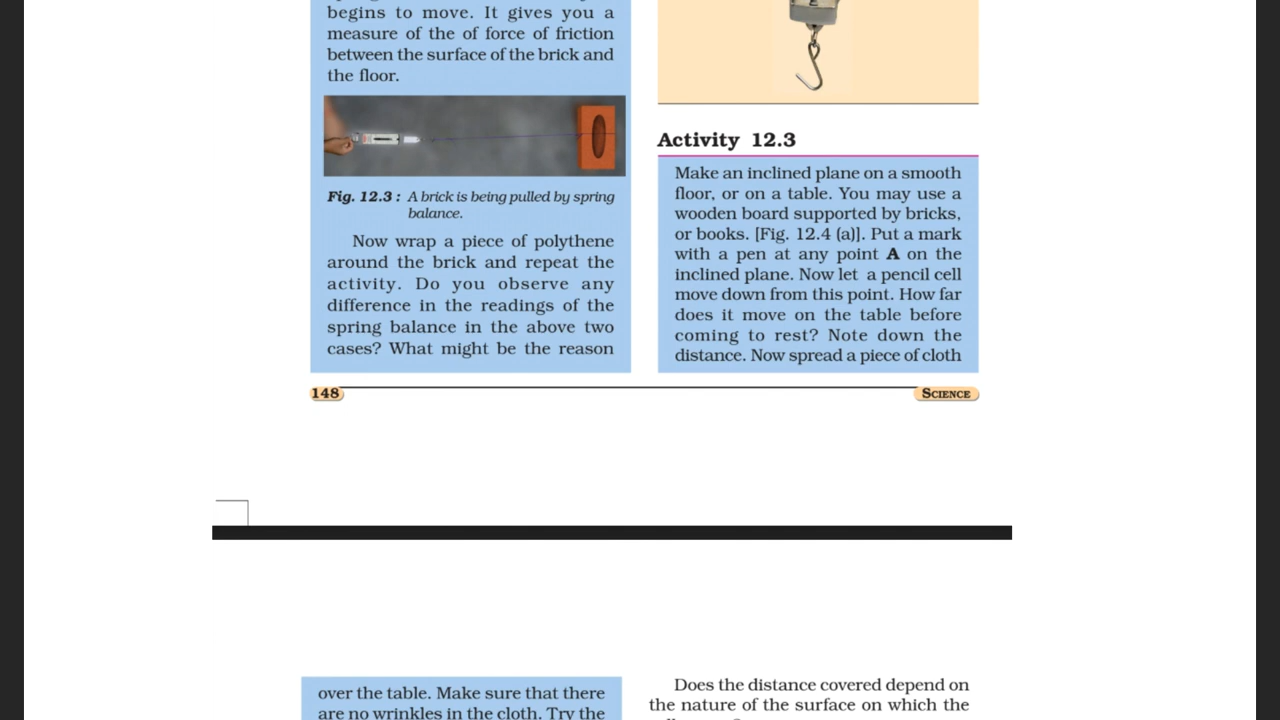 begins to move. It gives you a
measure of the of force of friction
between the surface of the brick and
the floor.
Fig. 12.3 : A brick is being pulled by spring
balance.
Now wrap a piece of polythene
around the brick and repeat the
activity. Do you observe any
difference in the readings of the
spring balance in the above two
cases? What might be the reason
Activity 12.3
Make an inclined plane on a smooth
floor, or on a table. You may use a
wooden board supported by bricks,
or books. [Fig. 12.4 (a)]. Put a mark
with a pen at any point A on the
inclined plane. Now let a pencil cell
move down from this point. How far
does it move on the table before
coming to rest? Note down the
distance. Now spread a piece of cloth
148
SCIENCE
over the table. Make sure that there
are no wrinkles in the cloth. Try the
Does the distance covered depend on
the nature of the surface on which the